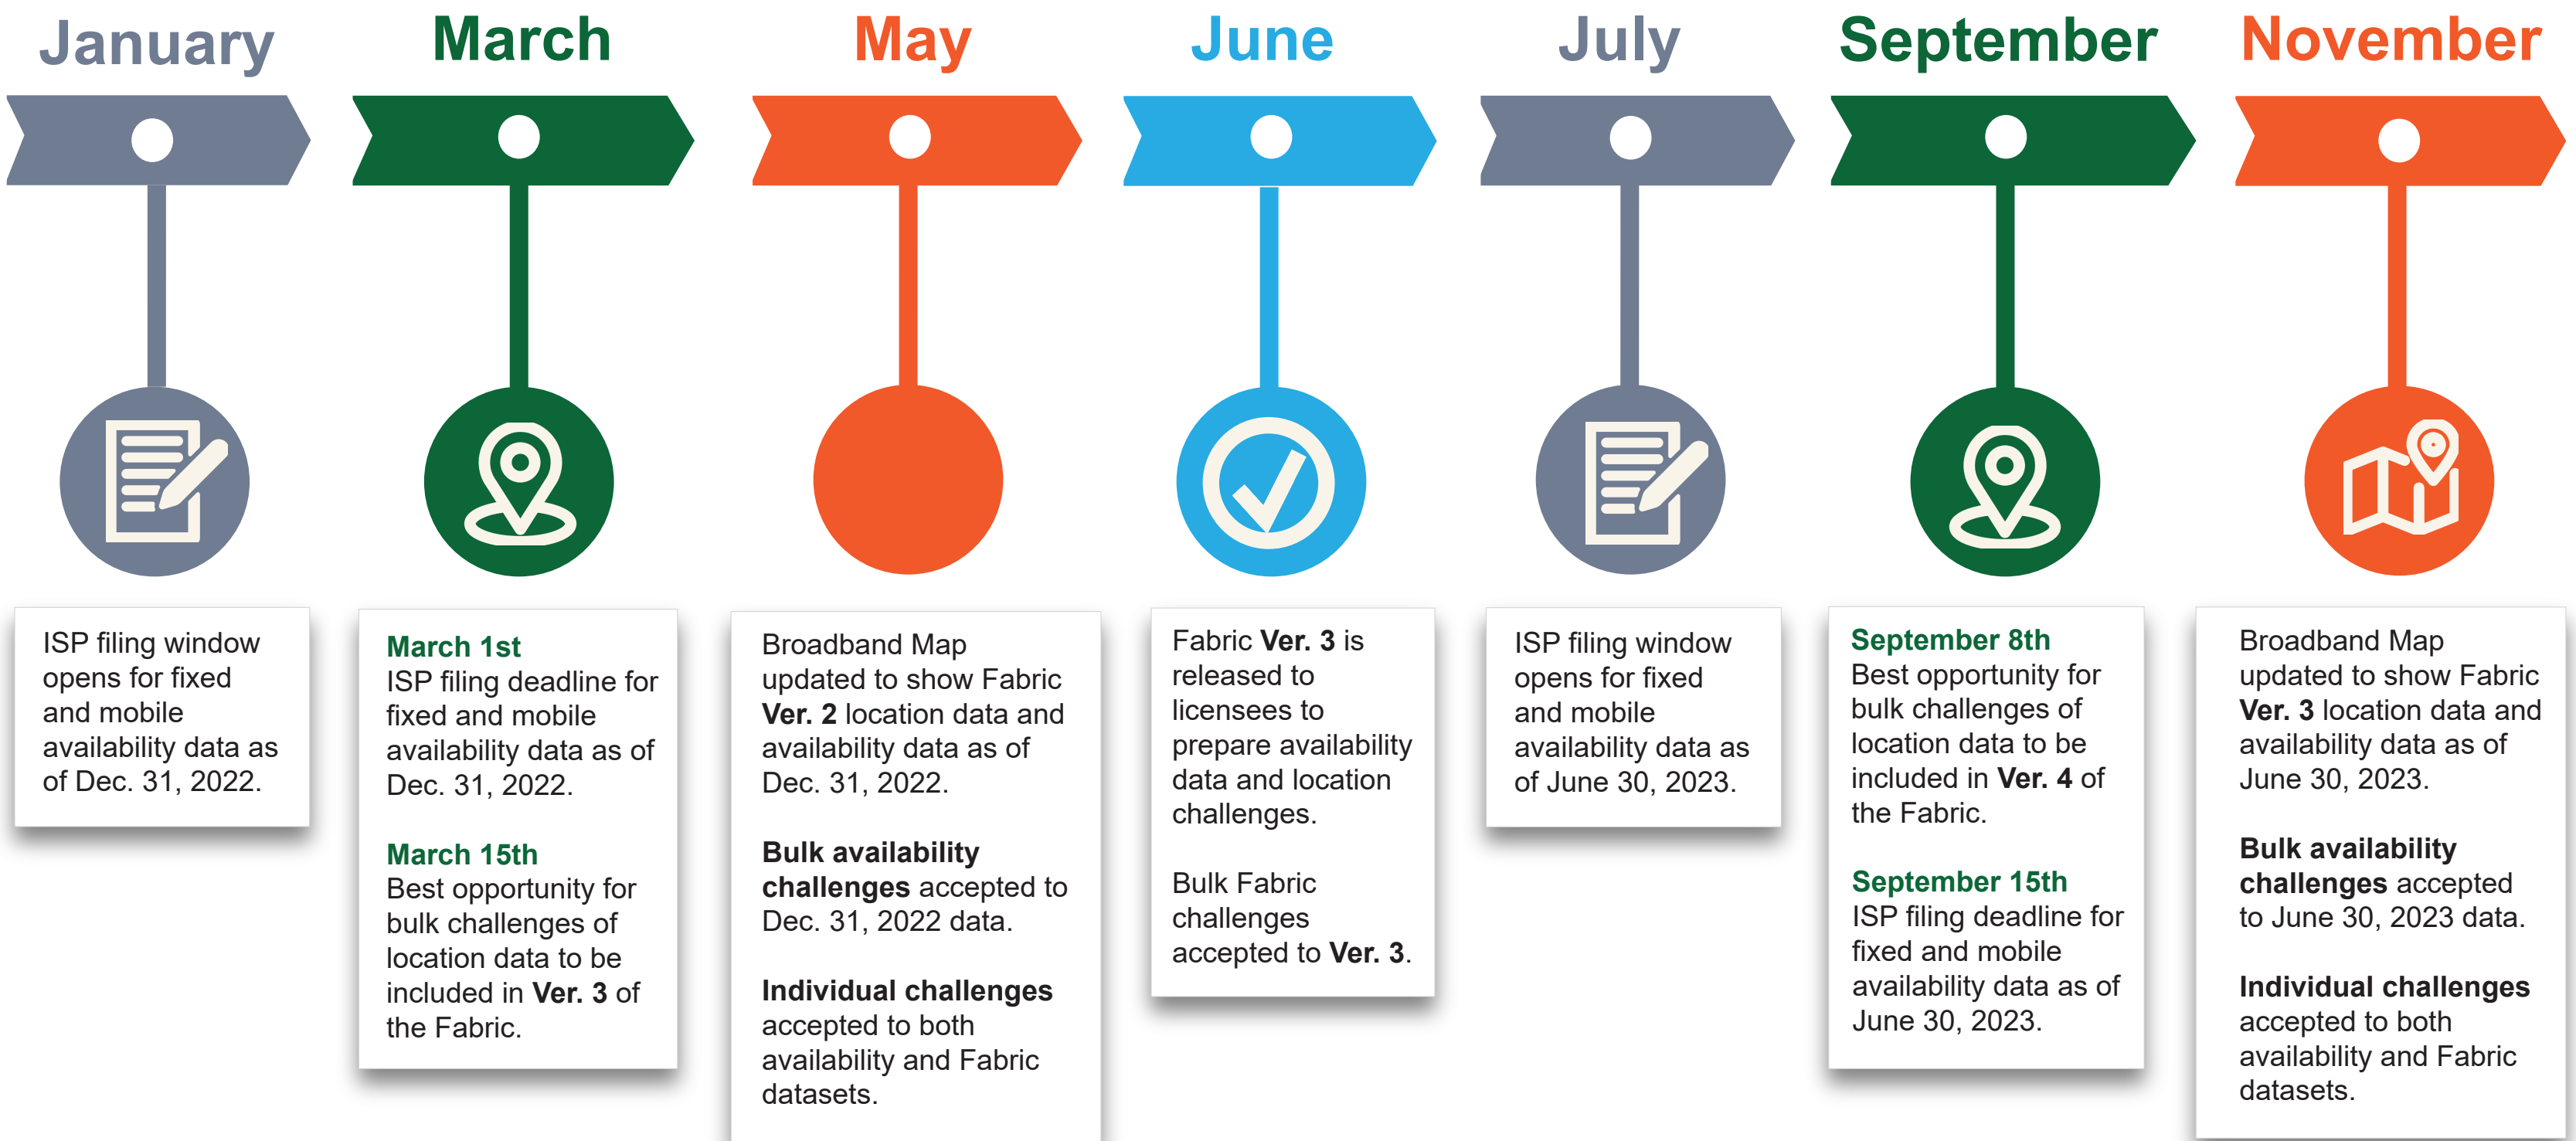 January
March
May
June
July
September
November
ISP filing window
opens for fixed
and mobile
availability data as
of Dec. 31, 2022.
March 1st
ISP filing deadline for
fixed and mobile
availability data as of
Dec. 31, 2022.
March 15th
Best opportunity for
bulk challenges of
location data to be
included in Ver. 3 of
the Fabric.
Broadband Map
updated to show Fabric
Ver. 2 location data and
availability data as of
Dec. 31, 2022.
Bulk availability
challenges accepted to
Dec. 31, 2022 data.
Individual challenges
accepted to both
availability and Fabric
datasets.
Fabric Ver. 3 is
released to
licensees to
prepare availability
data and location
challenges.
Bulk Fabric
challenges
accepted to Ver. 3.
ISP filing window
opens for fixed
and mobile
availability data as
of June 30, 2023.
September 8th
Best opportunity for
bulk challenges of
location data to be
included in Ver. 4 of
the Fabric.
September 15th
ISP filing deadline for
fixed and mobile
availability data as of
June 30, 2023.
Broadband Map
updated to show Fabric
Ver. 3 location data and
availability data as of
June 30, 2023.
Bulk availability
challenges accepted
to June 30, 2023 data.
Individual challenges
accepted to both
availability and Fabric
datasets.